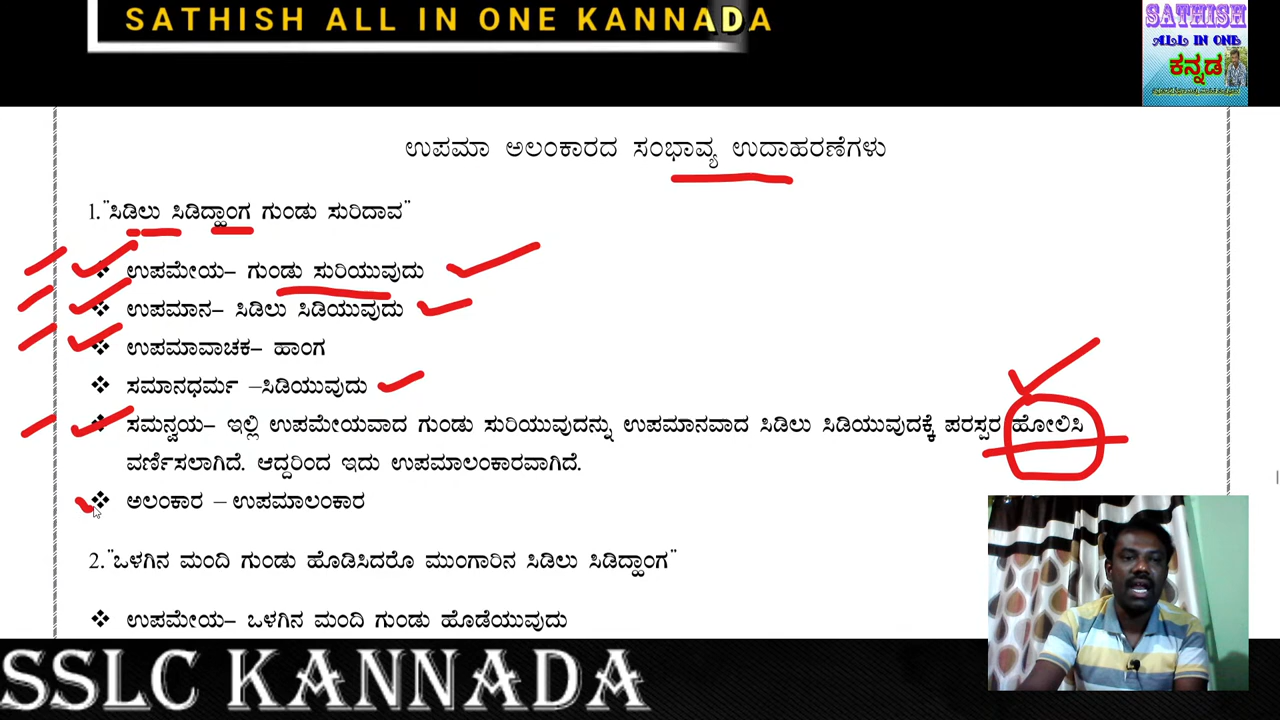 SATHISH ALL IN ONE KANNADA
SATHISH
ALL IN ONE
ಕನ್ನಡ
ಉಪಮಾ ಅಲಂಕಾರದ ಸಂಭಾವ್ಯ ಉದಾಹರಣೆಗಳು
1."ಸಿಡಿಲು ಸಿಡಿದ್ಹಾಂಗ ಗುಂಡು ಸುರಿದಾವ"
❖ ಉಪಮೇಯ– ಗುಂಡು ಸುರಿಯುವುದು
❖ ಉಪಮಾನ– ಸಿಡಿಲು ಸಿಡಿಯುವುದು
❖ ಉಪಮಾವಾಚಕ– ಹಾಂಗ
❖ ಸಮಾನಧರ್ಮ –ಸಿಡಿಯುವುದು
❖ ಸಮನ್ವಯ– ಇಲ್ಲಿ ಉಪಮೇಯವಾದ ಗುಂಡು ಸುರಿಯುವುದನ್ನು ಉಪಮಾನವಾದ ಸಿಡಿಲು ಸಿಡಿಯುವುದಕ್ಕೆ ಪರಸ್ಪರ ಹೋಲಿಸಿ
ವರ್ಣಿಸಲಾಗಿದೆ. ಆದ್ದರಿಂದ ಇದು ಉಪಮಾಲಂಕಾರವಾಗಿದೆ.
❖ ಅಲಂಕಾರ – ಉಪಮಾಲಂಕಾರ
2."ಒಳಗಿನ ಮಂದಿ ಗುಂಡು ಹೊಡಿಸಿದರೊ ಮುಂಗಾರಿನ ಸಿಡಿಲು ಸಿಡಿದ್ಹಾಂಗ"
❖ ಉಪಮೇಯ– ಒಳಗಿನ ಮಂದಿ ಗುಂಡು ಹೊಡೆಯುವುದು
SSLC KANNADA